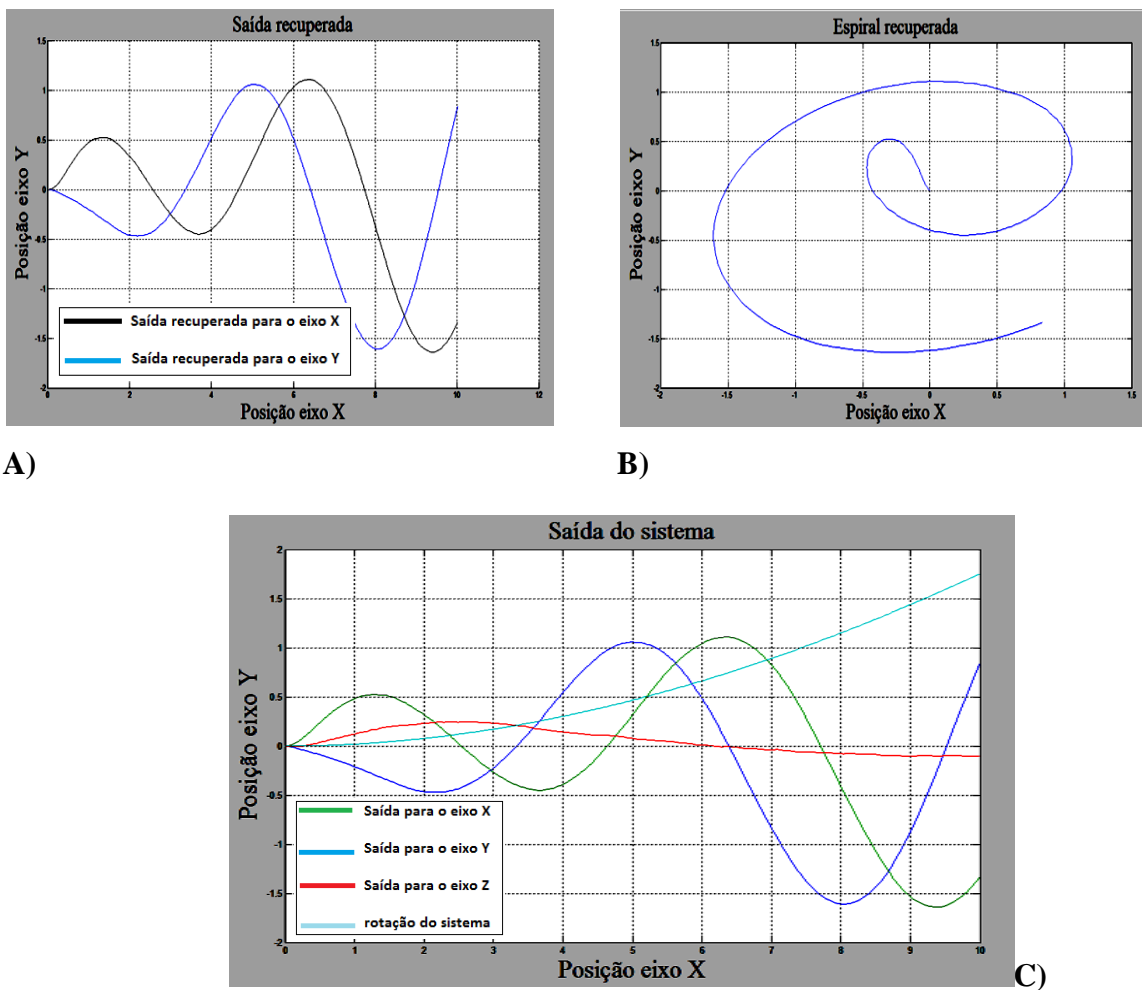 Saída recuperada
1.5
1
0.5
0
-0.5
-1
-1.5
-2
Posição eixo Y
Saída recuperada para o eixo X
Saída recuperada para o eixo Y
0 2 4 6 8 10 12
Posição eixo X
A)
Espiral recuperada
1.5
1
0.5
0
-0.5
-1
-1.5
-2
Posição eixo Y
-2 -1.5 -1 -0.5 0 0.5 1 1.5
Posição eixo X
B)
Saída do sistema
2
1.5
1
0.5
0
-0.5
-1
-1.5
-2
Posição eixo Y
Saída para o eixo X
Saída para o eixo Y
Saída para o eixo Z
rotação do sistema
0 1 2 3 4 5 6 7 8 9 10
Posição eixo X
C)